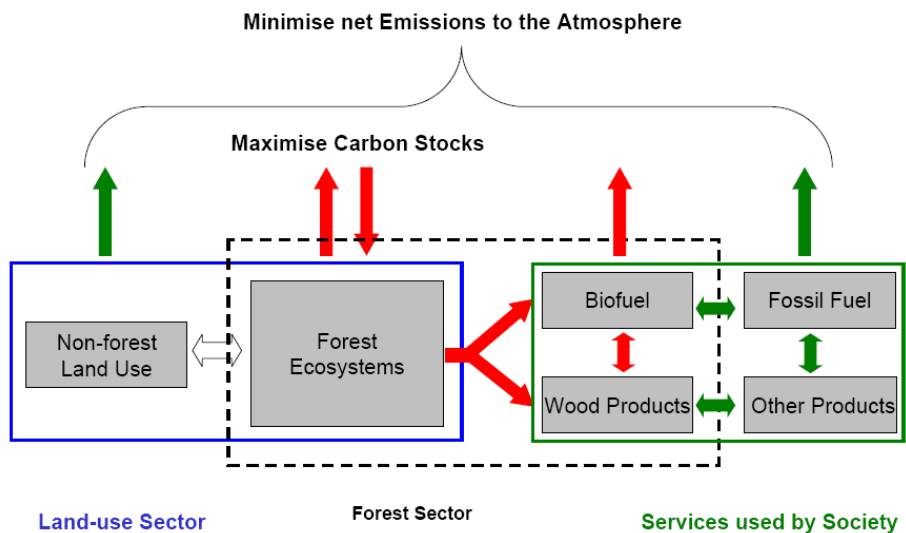 Minimise net Emissions to the Atmosphere
Maximise Carbon Stocks
Non-forest
Land Use
Forest
Ecosystems
Biofuel
Fossil Fuel
Wood Products
Other Products
Land-use Sector
Forest Sector
Services used by Society